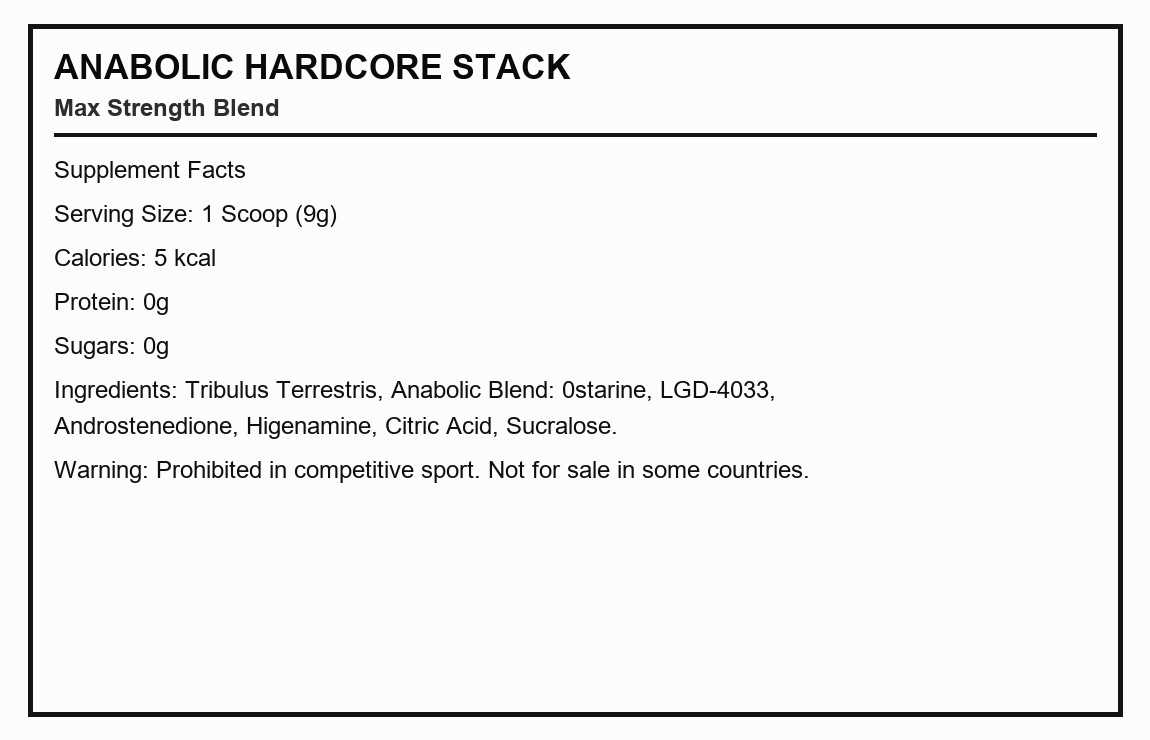 ANABOLIC HARDCORE STACK
Max Strength Blend
Supplement Facts
Serving Size: 1 Scoop (9g)
Calories: 5 kcal
Protein: 0g
Sugars: 0g
Ingredients: Tribulus Terrestris, Anabolic Blend: 0starine, LGD-4033,
Androstenedione, Higenamine, Citric Acid, Sucralose.
Warning: Prohibited in competitive sport. Not for sale in some countries.